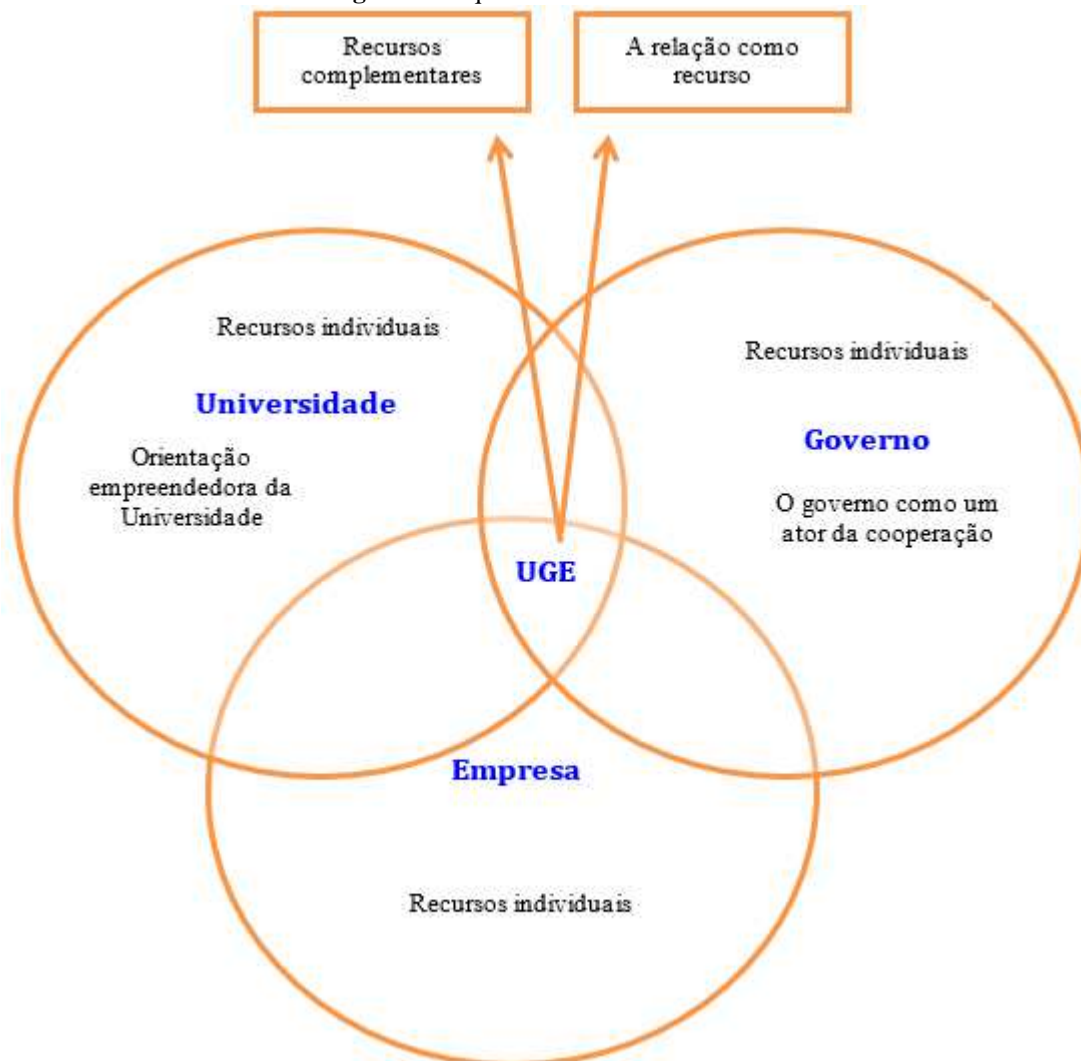 Recursos
complementares
A relação como
recurso
Recursos individuais
Universidade
Orientação
empreendedora da
Universidade
Recursos individuais
Governo
O governo como um
ator da cooperação
UGE
Empresa
Recursos individuais